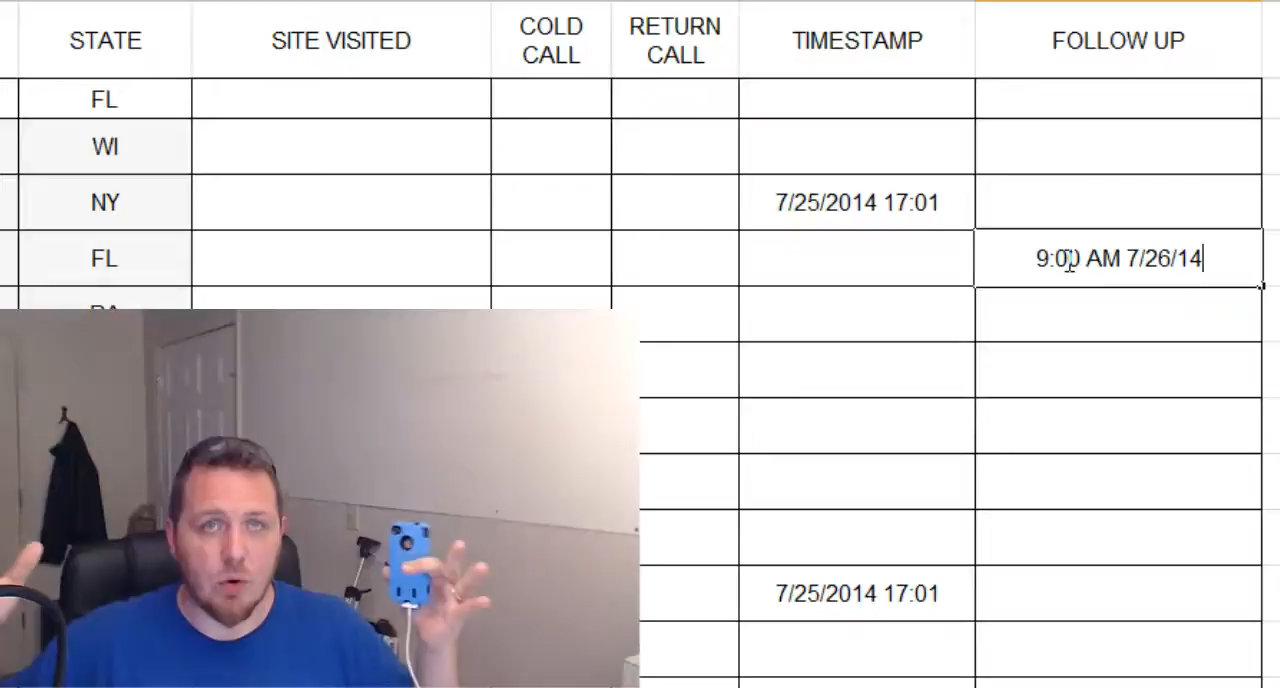 STATE
SITE VISITED
COLD
CALL
RETURN
CALL
TIMESTAMP
FOLLOW UP
FL
WI
NY
7/25/2014 17:01
FL
9:00 AM 7/26/14
7/25/2014 17:01